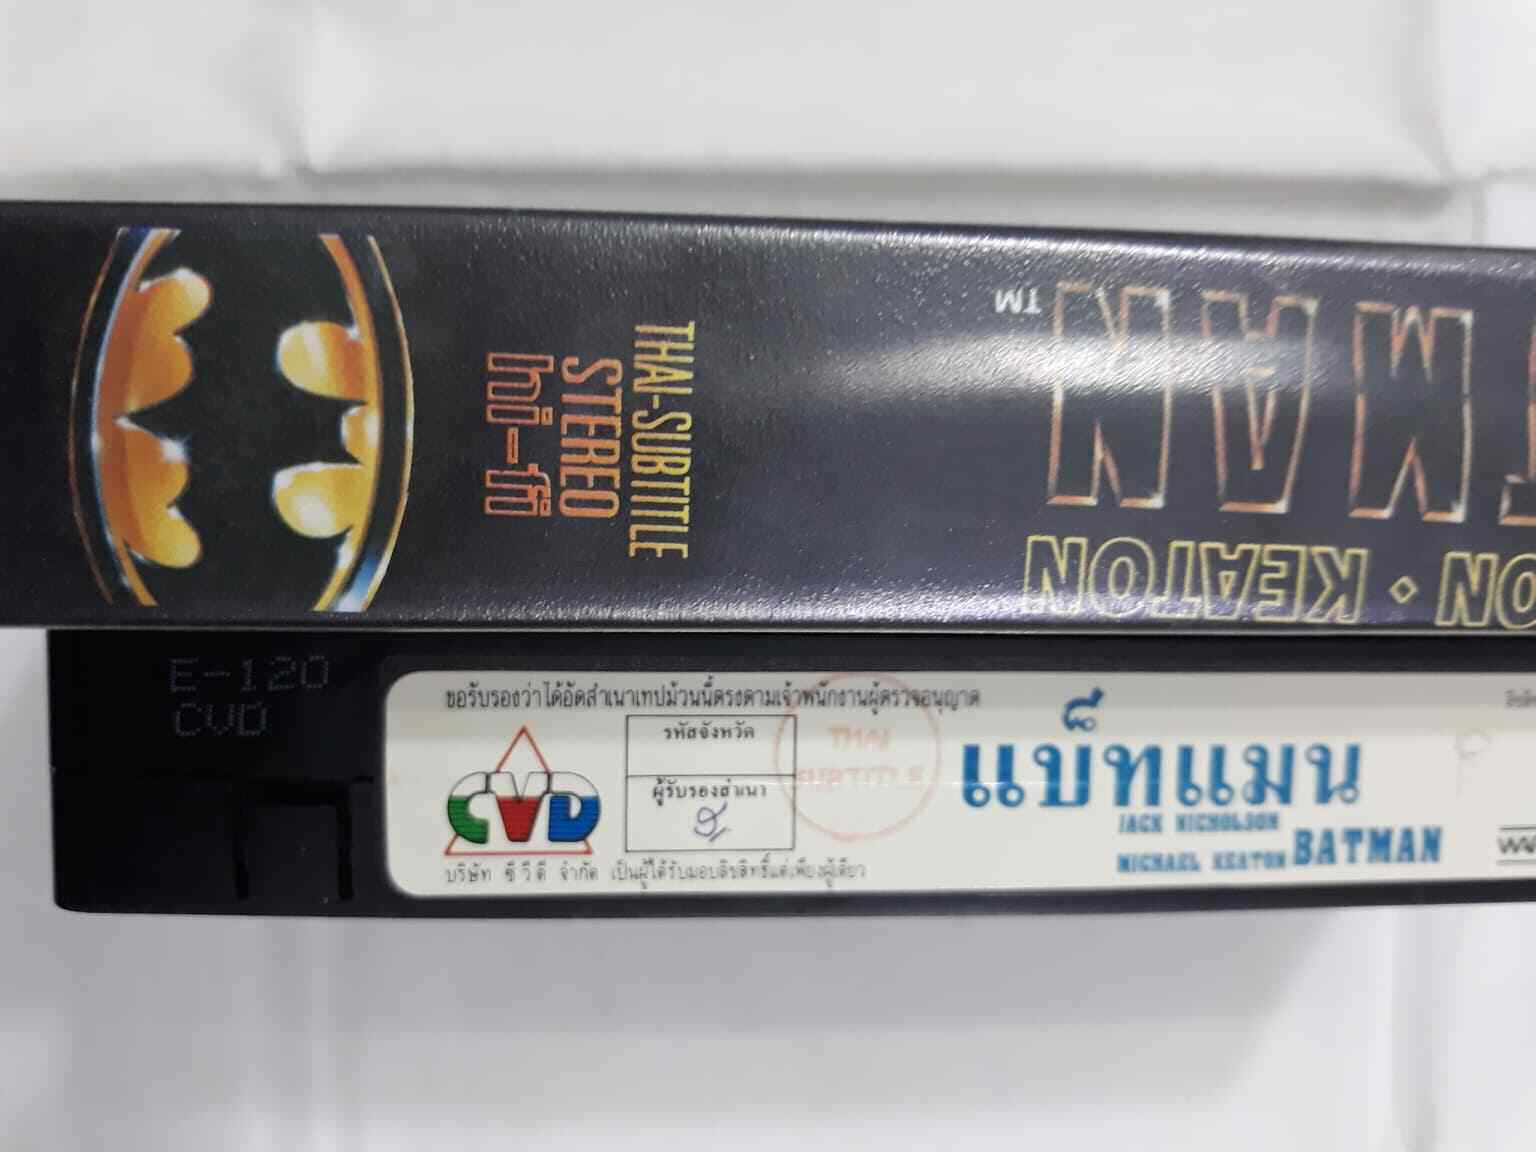 THAI-SUBTITLE
STEREO
hi-fi
MAN
TM
ON · KEATON
E-120
CVD
ขอรับรองว่าได้อัดสำเนาเทปม้วนนี้ตรงตามเจ้าพนักงานผู้ตรวจอนุญาต
CVD
รหัสจังหวัด
ผู้รับรองสำเนา
THAI
SUBTITLE
แบ็ทแมน
JACK NICHOLSON
MICHAEL KEATON BATMAN
บริษัท ซีวีดี จำกัด เป็นผู้ได้รับมอบลิขสิทธิ์แต่เพียงผู้เดียว